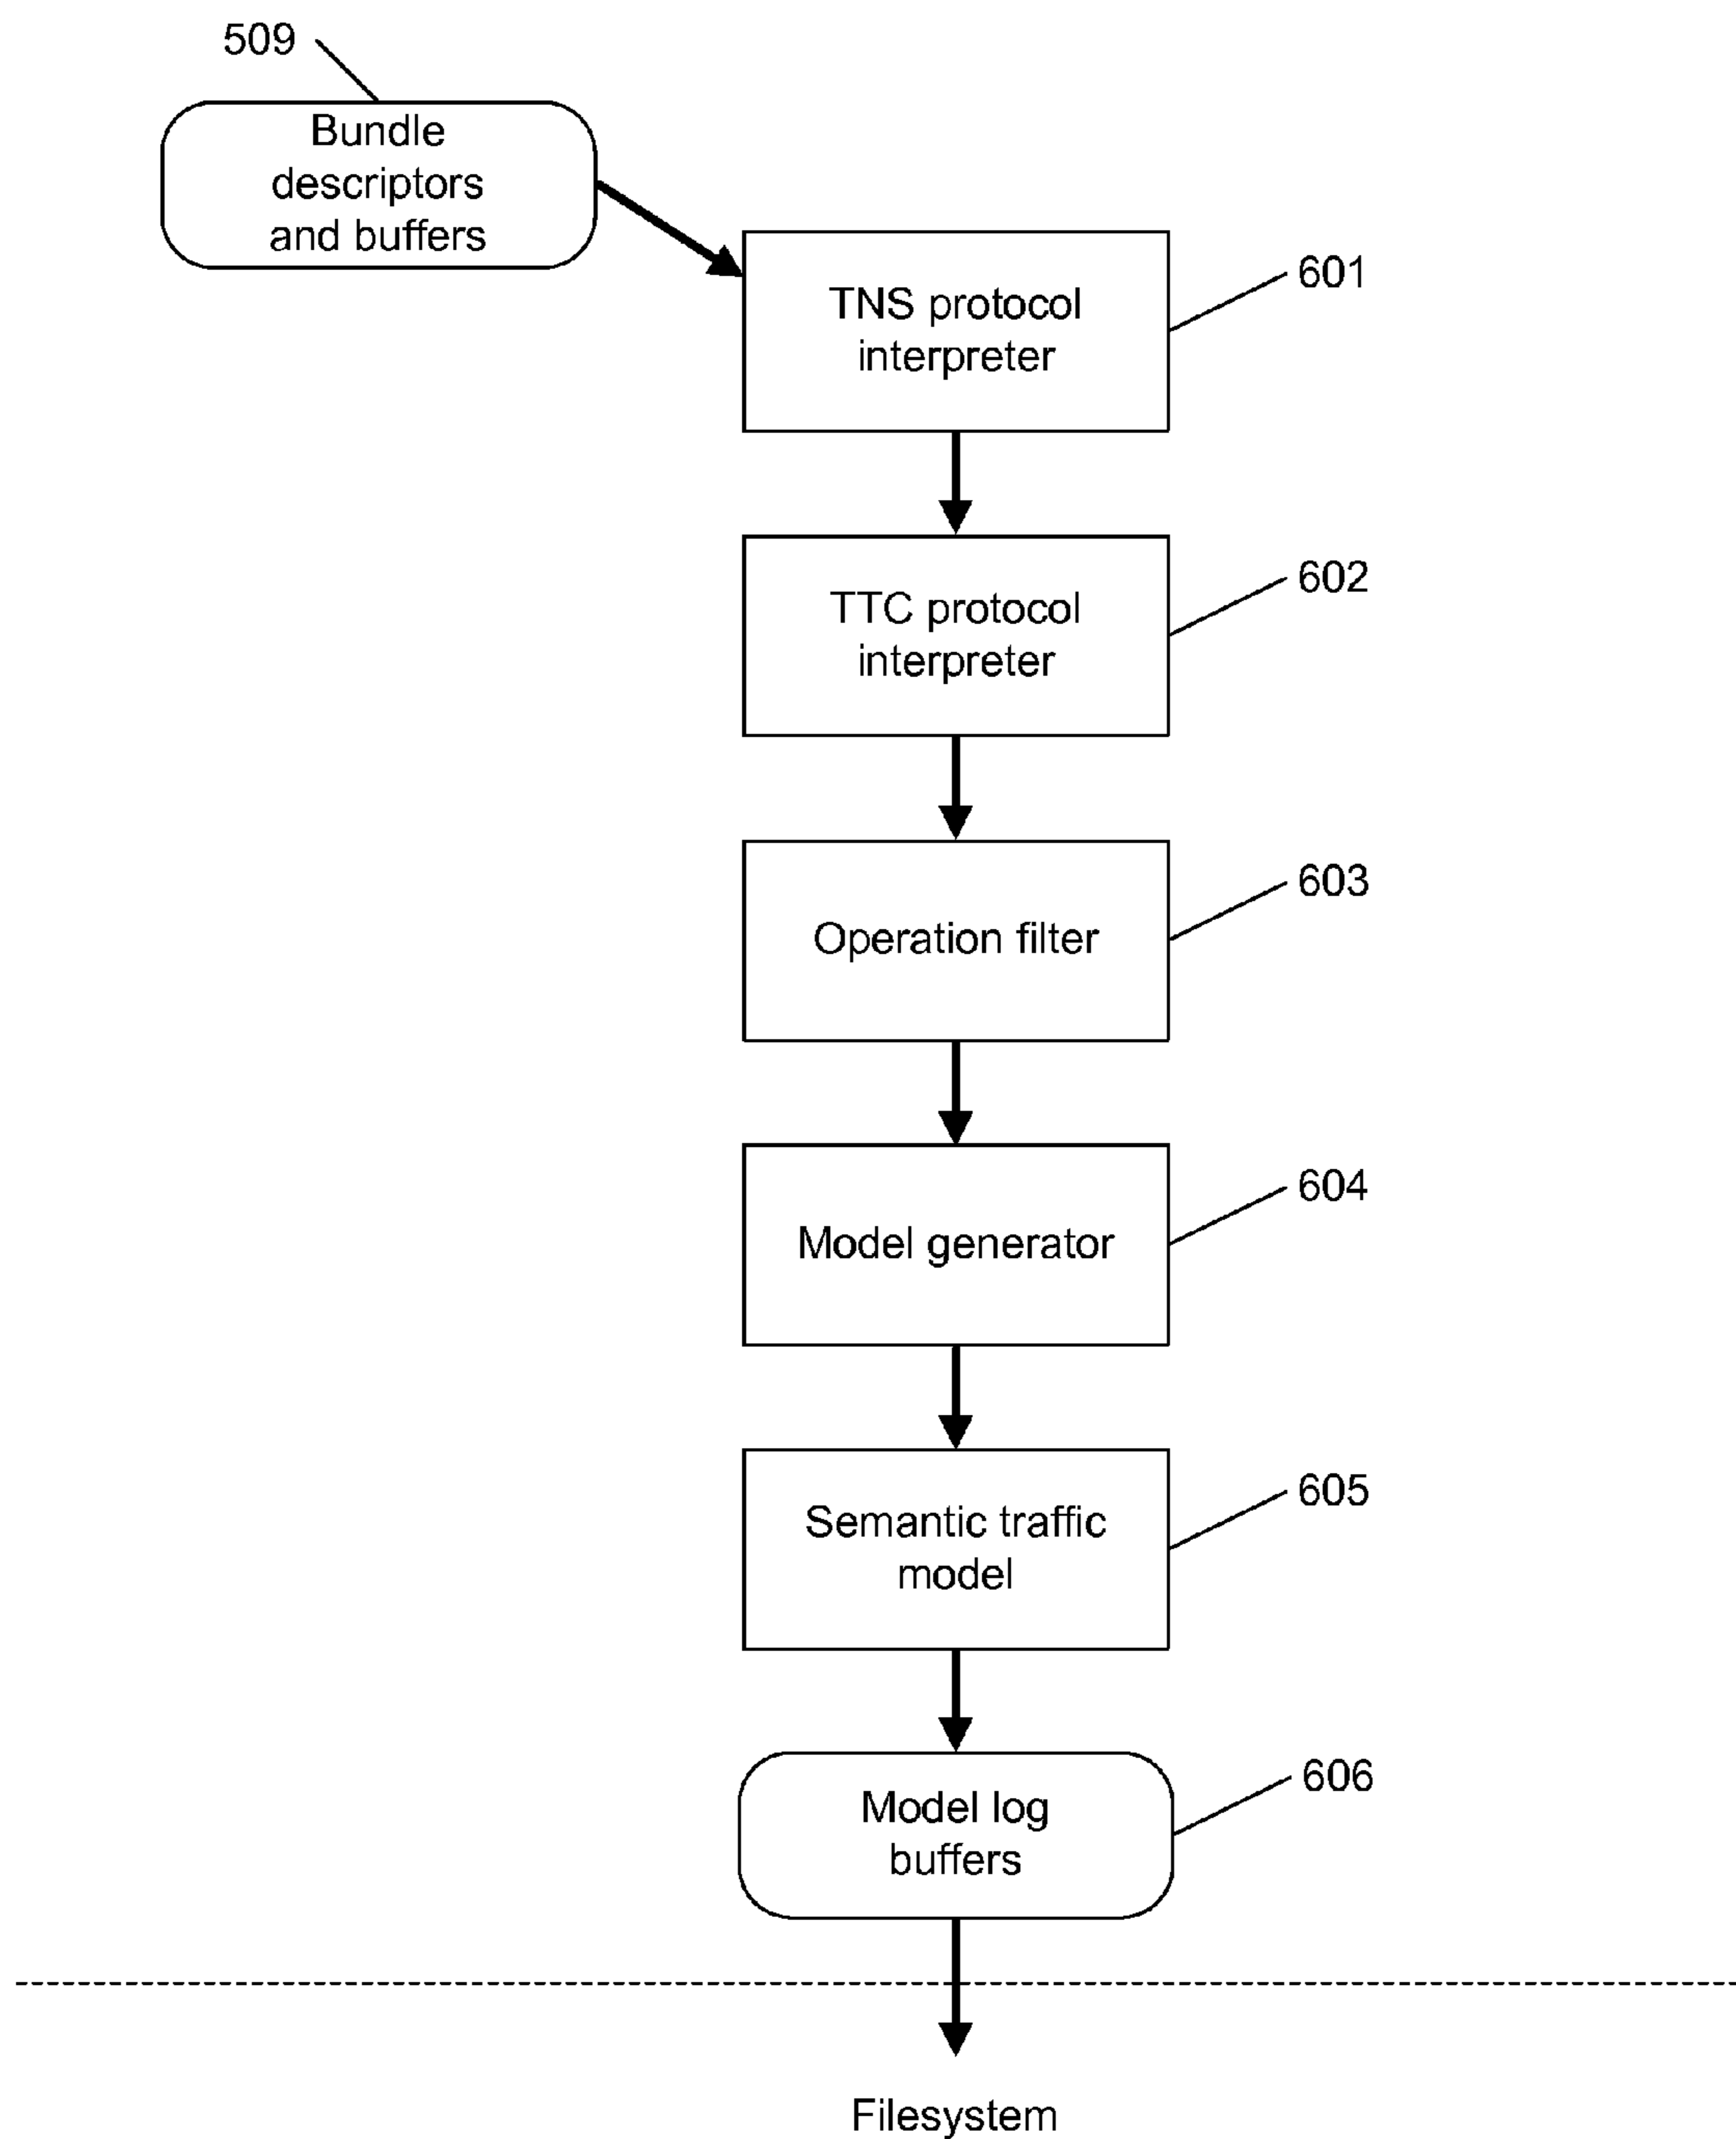 509
Bundle
descriptors
and buffers
TNS protocol
interpreter
601
TTC protocol
interpreter
602
Operation filter
603
Model generator
604
Semantic traffic
model
605
Model log
buffers
606
Filesystem